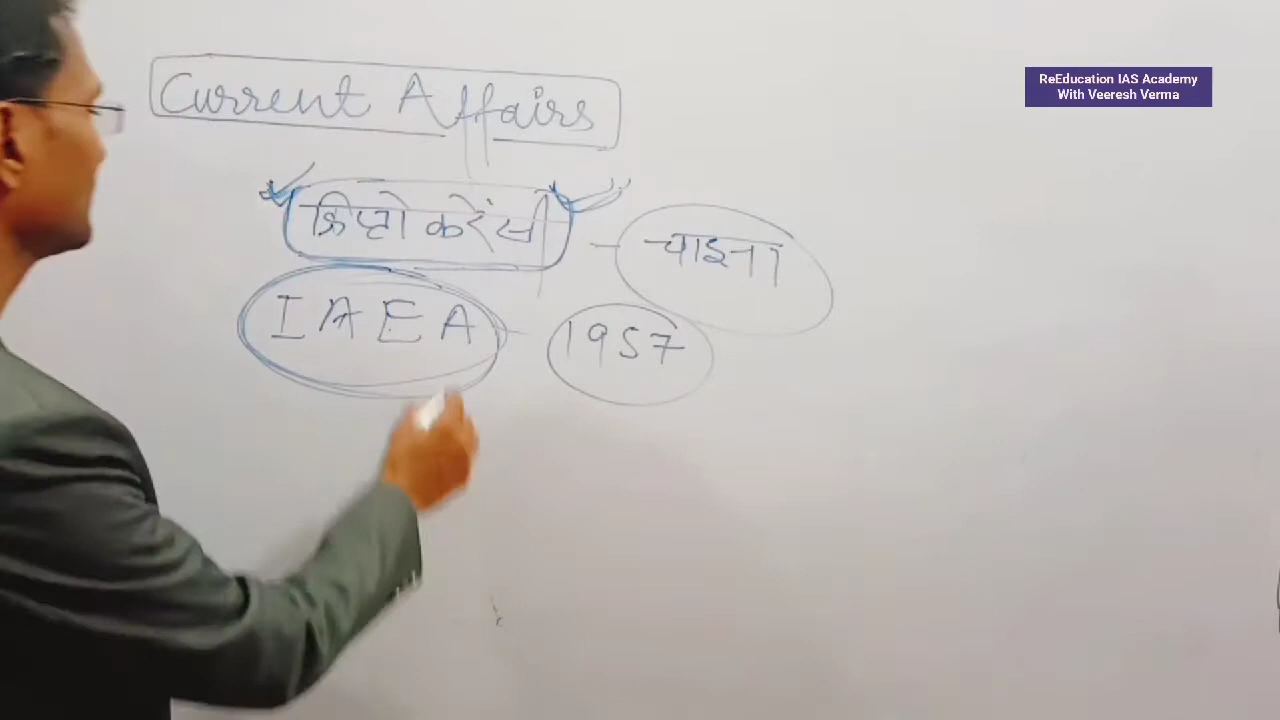 Current Affairs
ReEducation IAS Academy
With Veeresh Verma
क्रिप्टो करेंसी - चाइना
IAEA - 1957